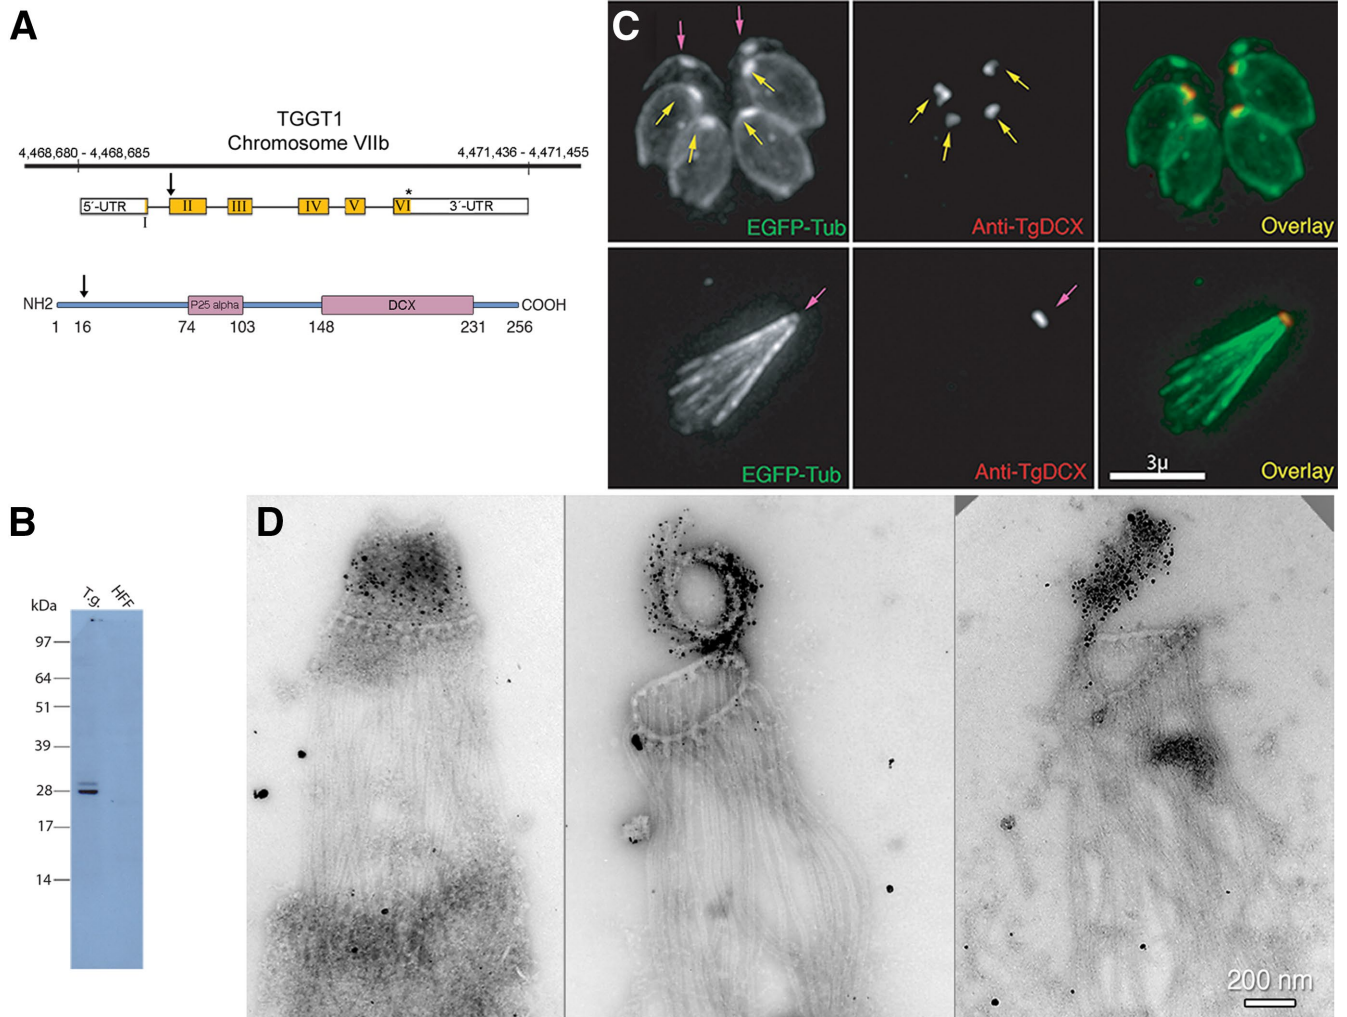 A
TGGT1
Chromosome VIIb
4,468,680 - 4,468,685
4,471,436 - 4,471,455
*
5´-UTR II III IV V VI 3´-UTR
I
NH2 P25 alpha DCX COOH
1 16 74 103 148 231 256
B
kDa T.g. HFF
97
64
51
39
28
17
14
C
EGFP-Tub Anti-TgDCX Overlay
3µ
EGFP-Tub Anti-TgDCX Overlay
D
200 nm